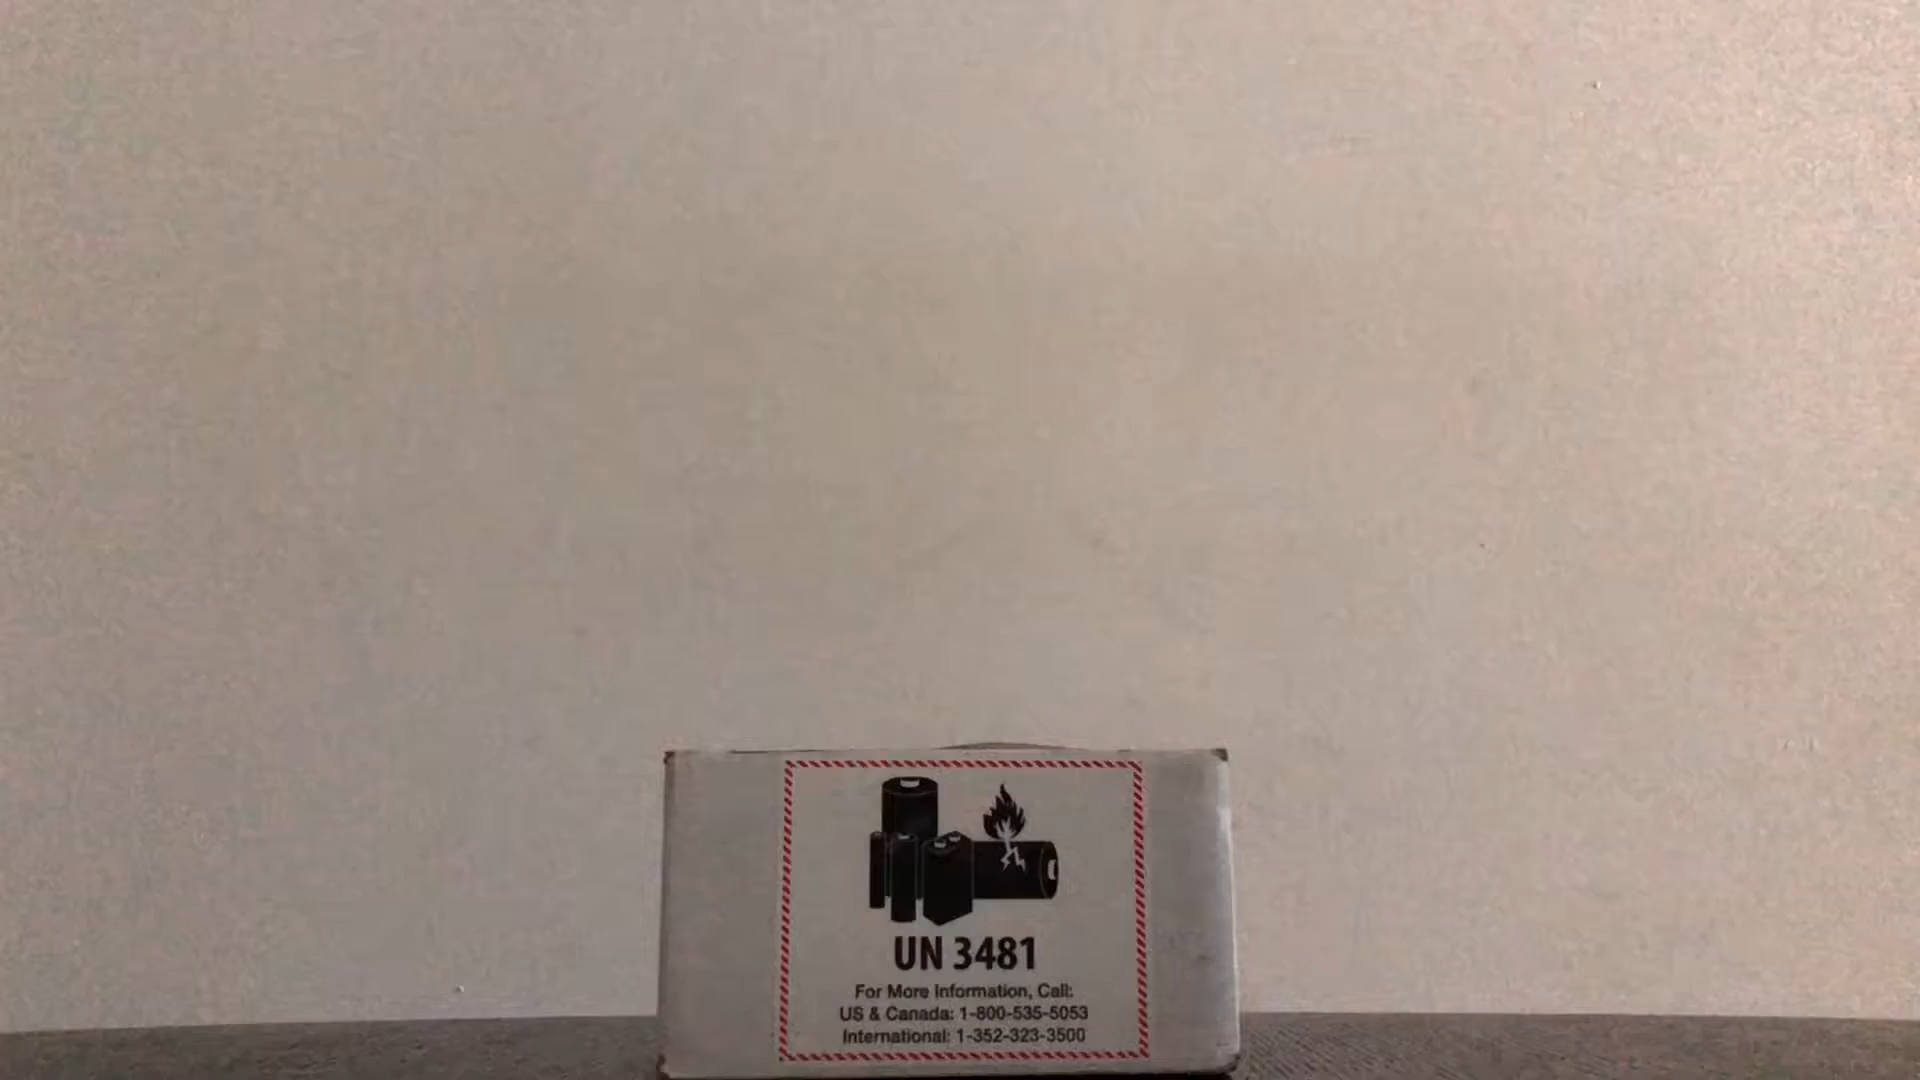 UN 3481
For More Information, Call:
US & Canada: 1-800-535-5053
International: 1-352-323-3500